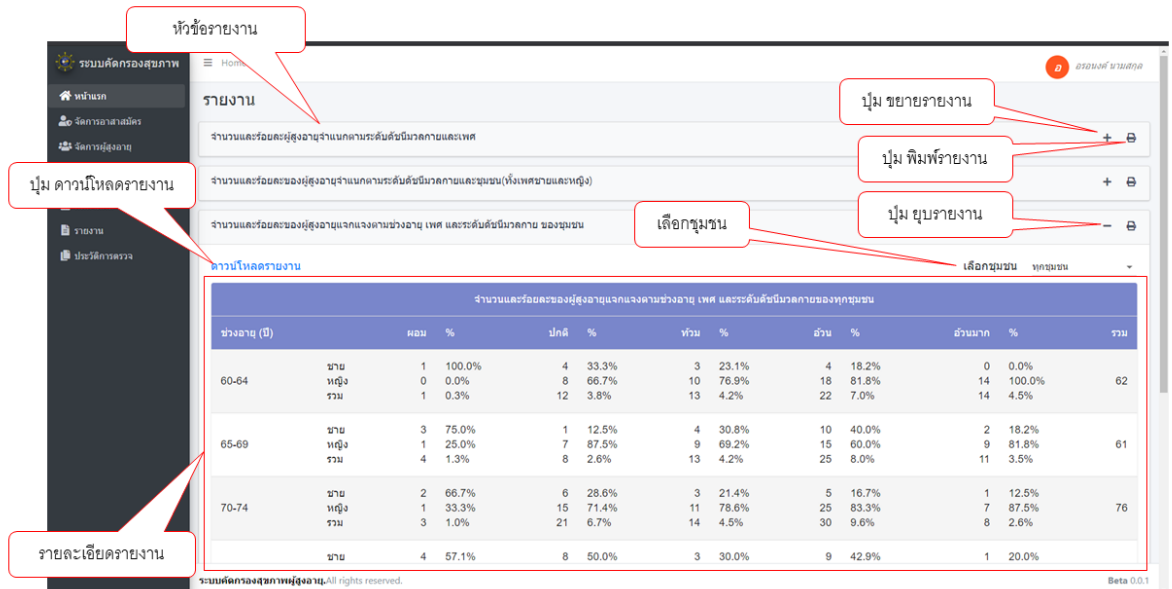 หัวข้อรายงาน
ระบบคัดกรองสุขภาพ
Home
อ อรอนงค์ นามสกุล
หน้าแรก
รายงาน
ปุ่ม ขยายรายงาน
จัดการอาสาสมัคร
จำนวนและร้อยละผู้สูงอายุจำแนกตามระดับดัชนีมวลกายและเพศ
จัดการผู้สูงอายุ
ปุ่ม พิมพ์รายงาน
ปุ่ม ดาวน์โหลดรายงาน
จำนวนและร้อยละของผู้สูงอายุจำแนกตามระดับดัชนีมวลกายและชุมชน(ทั้งเพศชายและหญิง)
ปุ่ม ยุบรายงาน
เลือกชุมชน
รายงาน
จำนวนและร้อยละของผู้สูงอายุแจกแจงตามช่วงอายุ เพศ และระดับดัชนีมวลกาย ของชุมชน
ประวัติการตรวจ
ดาวน์โหลดรายงาน
เลือกชุมชน ทุกชุมชน
จำนวนและร้อยละของผู้สูงอายุแจกแจงตามช่วงอายุ เพศ และระดับดัชนีมวลกายของทุกชุมชน
ช่วงอายุ (ปี) ผอม % ปกติ % ท้วม % อ้วน % อ้วนมาก % รวม
ชาย 1 100.0% 4 33.3% 3 23.1% 4 18.2% 0 0.0%
60-64 หญิง 0 0.0% 8 66.7% 10 76.9% 18 81.8% 14 100.0% 62
รวม 1 0.3% 12 3.8% 13 4.2% 22 7.0% 14 4.5%
ชาย 3 75.0% 1 12.5% 4 30.8% 10 40.0% 2 18.2%
65-69 หญิง 1 25.0% 7 87.5% 9 69.2% 15 60.0% 9 81.8% 61
รวม 4 1.3% 8 2.6% 13 4.2% 25 8.0% 11 3.5%
ชาย 2 66.7% 6 28.6% 3 21.4% 5 16.7% 1 12.5%
70-74 หญิง 1 33.3% 15 71.4% 11 78.6% 25 83.3% 7 87.5% 76
รวม 3 1.0% 21 6.7% 14 4.5% 30 9.6% 8 2.6%
รายละเอียดรายงาน
ชาย 4 57.1% 8 50.0% 3 30.0% 9 42.9% 1 20.0%
ระบบคัดกรองสุขภาพผู้สูงอายุ.All rights reserved.
Beta 0.0.1